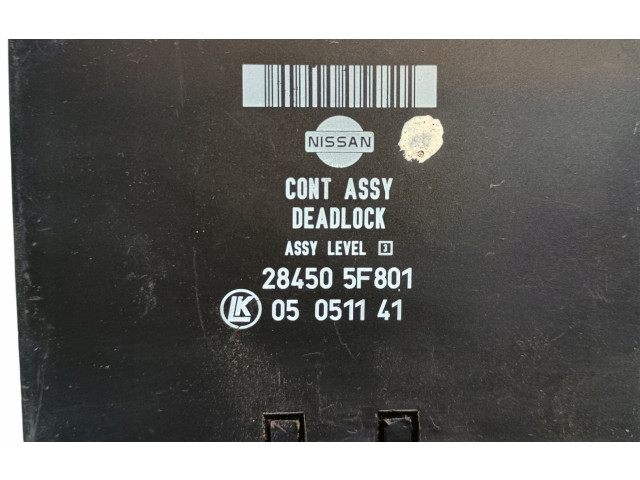 NISSAN
CONT ASSY
DEADLOCK
ASSY LEVEL 3
28450 5F801
LK 05 0511 41